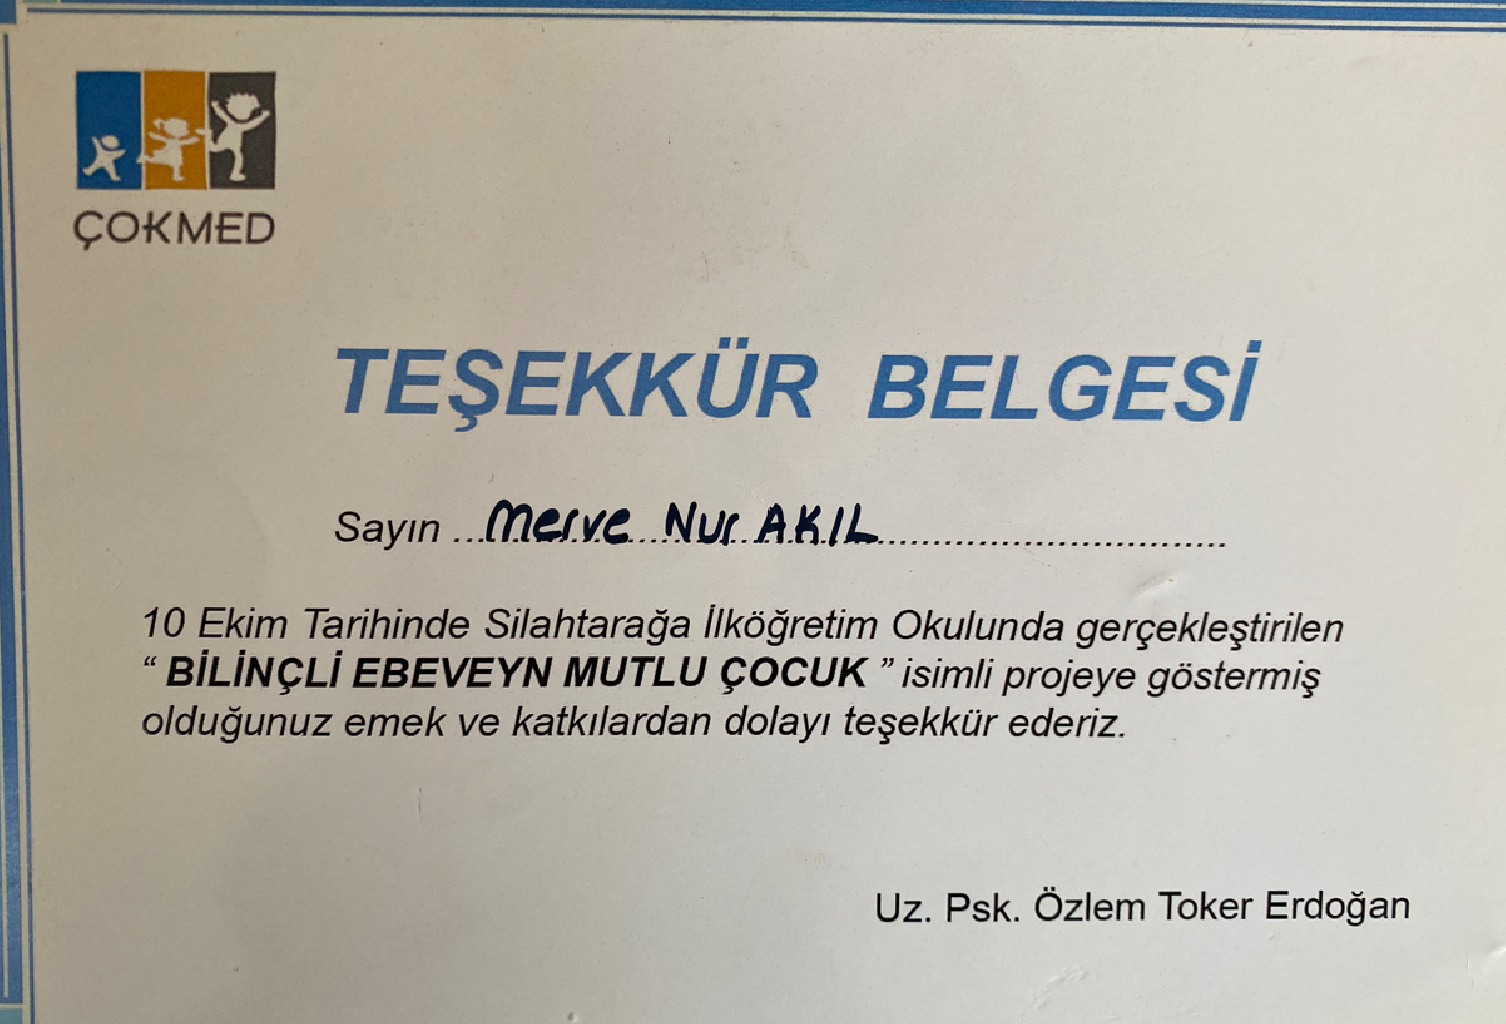 ÇOKMED
TEŞEKKÜR BELGESİ
Sayın ...Merve Nur AKIL..............................
10 Ekim Tarihinde Silahtarağa İlköğretim Okulunda gerçekleştirilen
“ BİLİNÇLİ EBEVEYN MUTLU ÇOCUK ” isimli projeye göstermiş
olduğunuz emek ve katkılardan dolayı teşekkür ederiz.
Uz. Psk. Özlem Toker Erdoğan